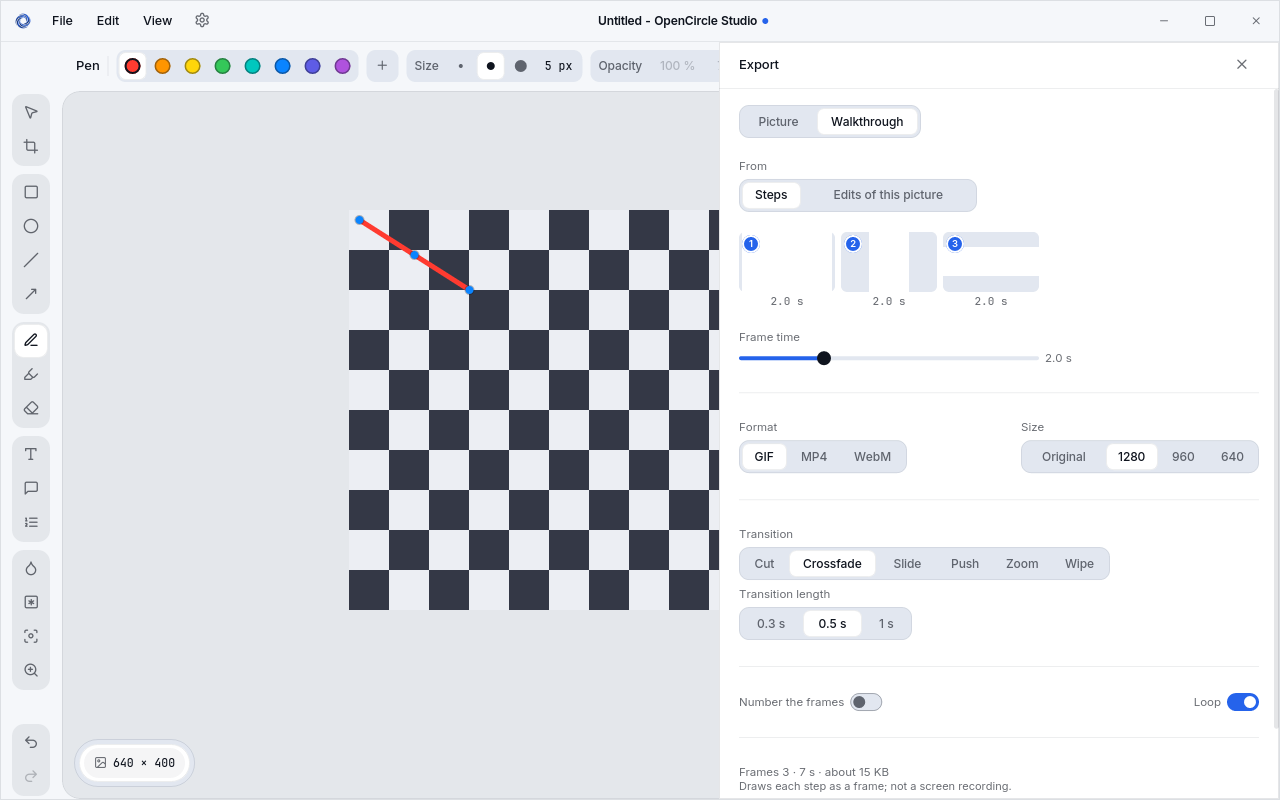 File Edit View Untitled - OpenCircle Studio
Pen Size 5 px Opacity 100 %
Export
Picture Walkthrough
From
Steps Edits of this picture
1 2 3
2.0 s 2.0 s 2.0 s
Frame time
2.0 s
Format Size
GIF MP4 WebM Original 1280 960 640
Transition
Cut Crossfade Slide Push Zoom Wipe
Transition length
0.3 s 0.5 s 1 s
Number the frames Loop
640 × 400
Frames 3 · 7 s · about 15 KB
Draws each step as a frame; not a screen recording.